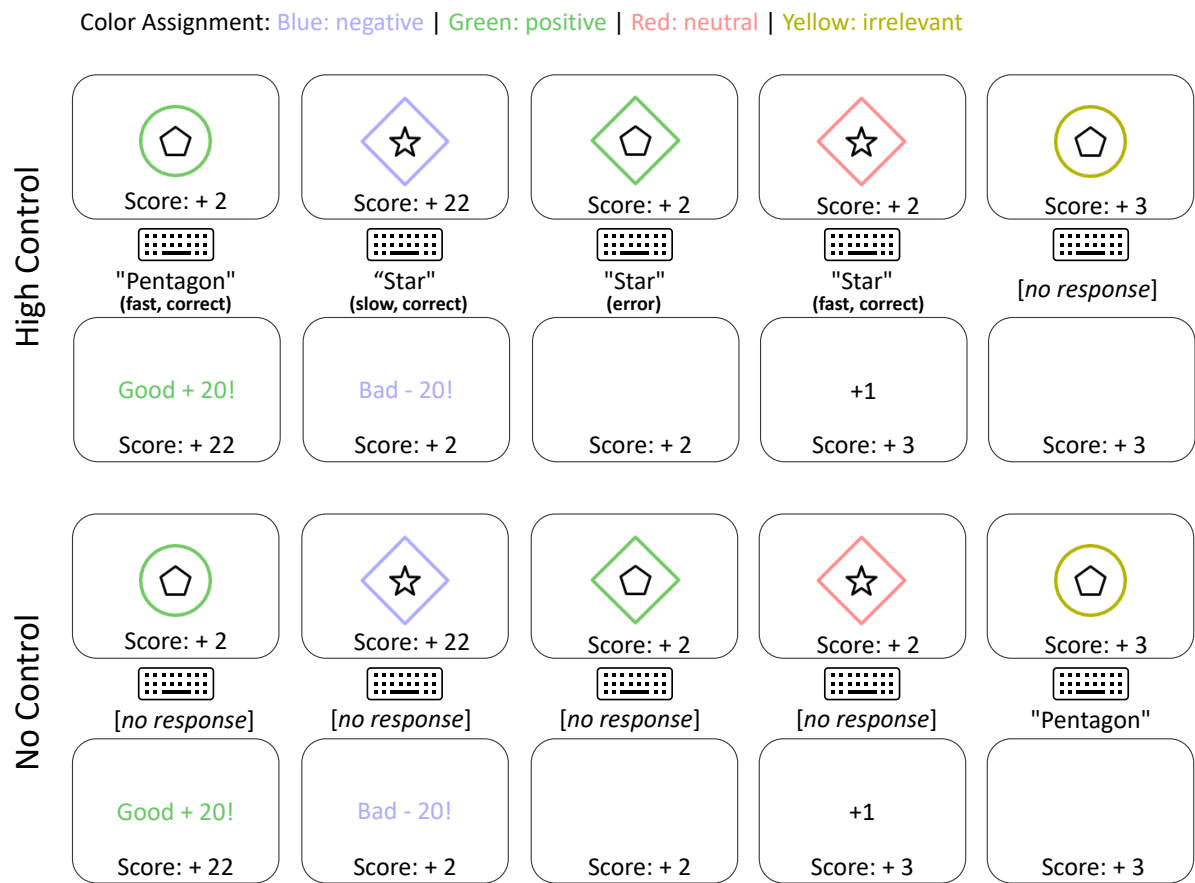 Color Assignment: Blue: negative | Green: positive | Red: neutral | Yellow: irrelevant
High Control
Score: + 2 Score: + 22 Score: + 2 Score: + 2 Score: + 3
"Pentagon" “Star" "Star" "Star" [no response]
(fast, correct) (slow, correct) (error) (fast, correct)
Good + 20! Bad - 20! +1
Score: + 22 Score: + 2 Score: + 2 Score: + 3 Score: + 3
No Control
Score: + 2 Score: + 22 Score: + 2 Score: + 2 Score: + 3
[no response] [no response] [no response] [no response] "Pentagon"
Good + 20! Bad - 20! +1
Score: + 22 Score: + 2 Score: + 2 Score: + 3 Score: + 3